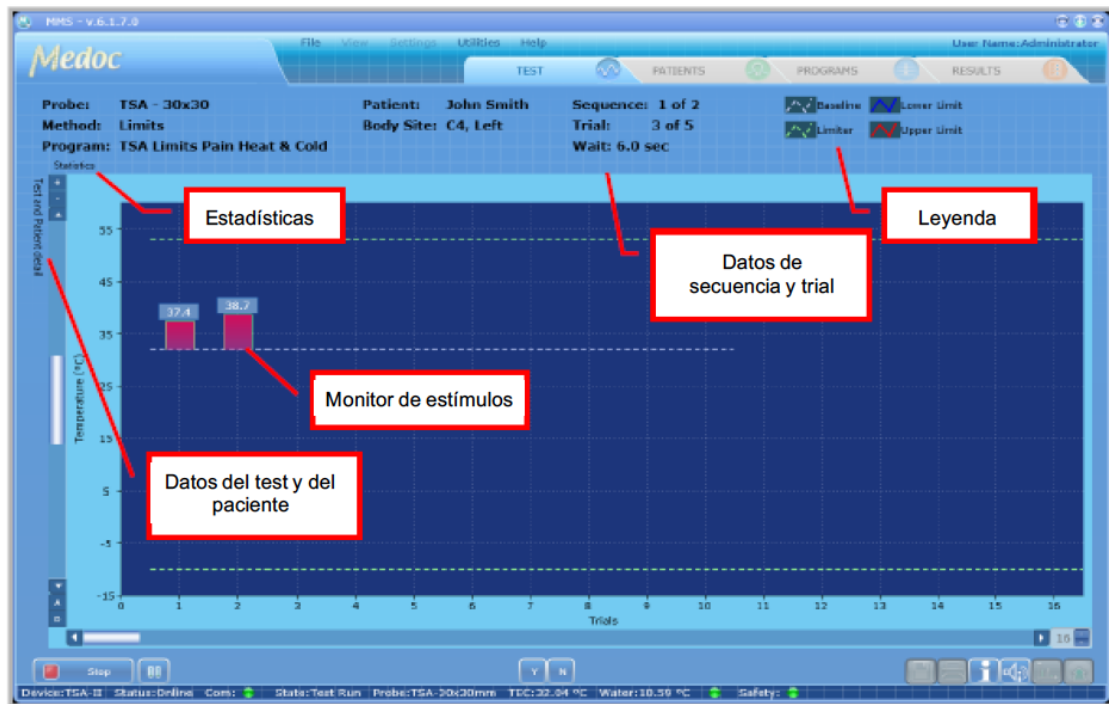 MMS - v.6.1.7.0
Medoc
File View Settings Utilities Help
User Name:Administrator
TEST PATIENTS PROGRAMS RESULTS
Probe: TSA - 30x30
Method: Limits
Program: TSA Limits Pain Heat & Cold
Patient: John Smith
Body Site: C4, Left
Sequence: 1 of 2
Trial: 3 of 5
Wait: 6.0 sec
Baseline Lower Limit
Limiter Upper Limit
Statistics
Test and Patient detail
Estadísticas
Leyenda
Datos de
secuencia y trial
Monitor de estímulos
Datos del test y del
paciente
37.4
38.7
Temperature (°C)
55
45
35
25
15
5
-5
-15
0 1 2 3 4 5 6 7 8 9 10 11 12 13 14 15 16
Trials
16
Stop
Y N
Device:TSA-II Status:Online Com: State:Test Run Probe:TSA-30x30mm TEC:32.04 °C Water:10.59 °C Safety: